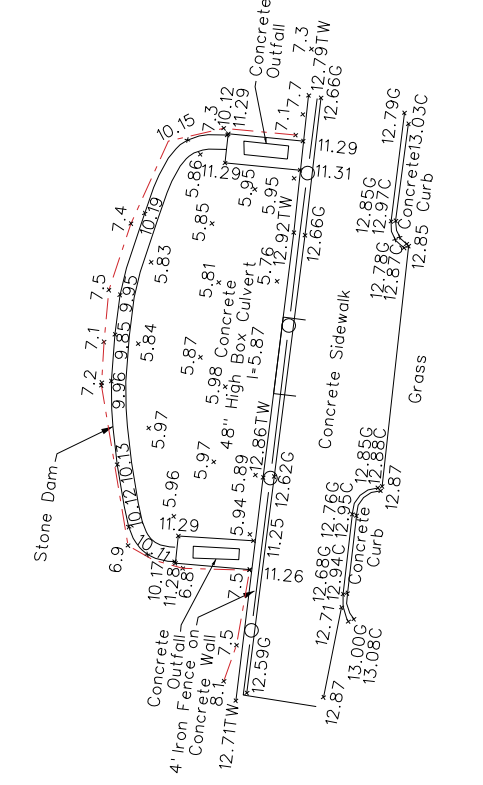 Concrete
Outfall
7.3
12.79TW
12.66G
7.7
7.1
11.29
10.12
7.3
10.15
12.79G
13.03C
Concrete
Curb
11.29
11.31
11.29
5.86
5.95
5.95
10.19
7.4
5.85
12.85G
12.97C
12.85
12.78G
12.87C
12.92TW
12.66G
5.83
5.76
5.81
7.5
9.95
7.1
9.85
5.84
5.87
5.98
48" High Box Culvert
Concrete
I=5.87
Concrete Sidewalk
Grass
7.2
9.96
5.97
5.97
12.86TW
12.62G
12.85G
12.88C
12.87
10.13
10.12
5.96
5.89
5.94
11.29
11.25
12.76G
12.95C
Concrete
Curb
Stone Dam
6.9
10.11
10.17
11.28
6.8
7.5
11.26
12.68G
12.94C
12.71
13.00G
13.08C
12.87
Concrete
Outfall
4' Iron Fence on
Concrete Wall
7.5
8.1
12.59G
12.71TW